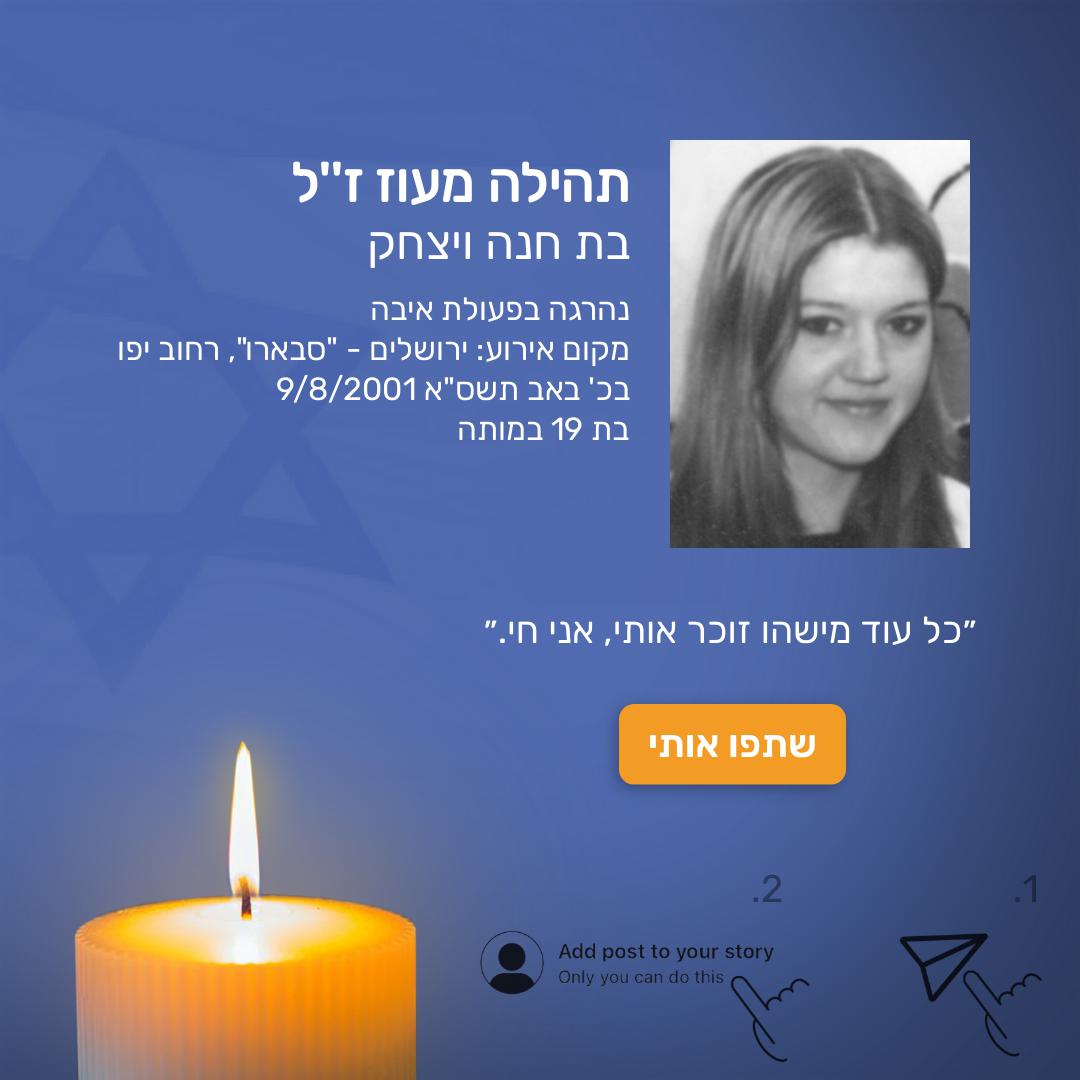 תהילה מעוז ז"ל
בת חנה ויצחק
נהרגה בפעולת איבה
מקום אירוע: ירושלים - "סבארו", רחוב יפו
בכ' באב תשס"א 9/8/2001
בת 19 במותה
״כל עוד מישהו זוכר אותי, אני חי.״
שתפו אותי
1.
2.
Add post to your story
Only you can do this